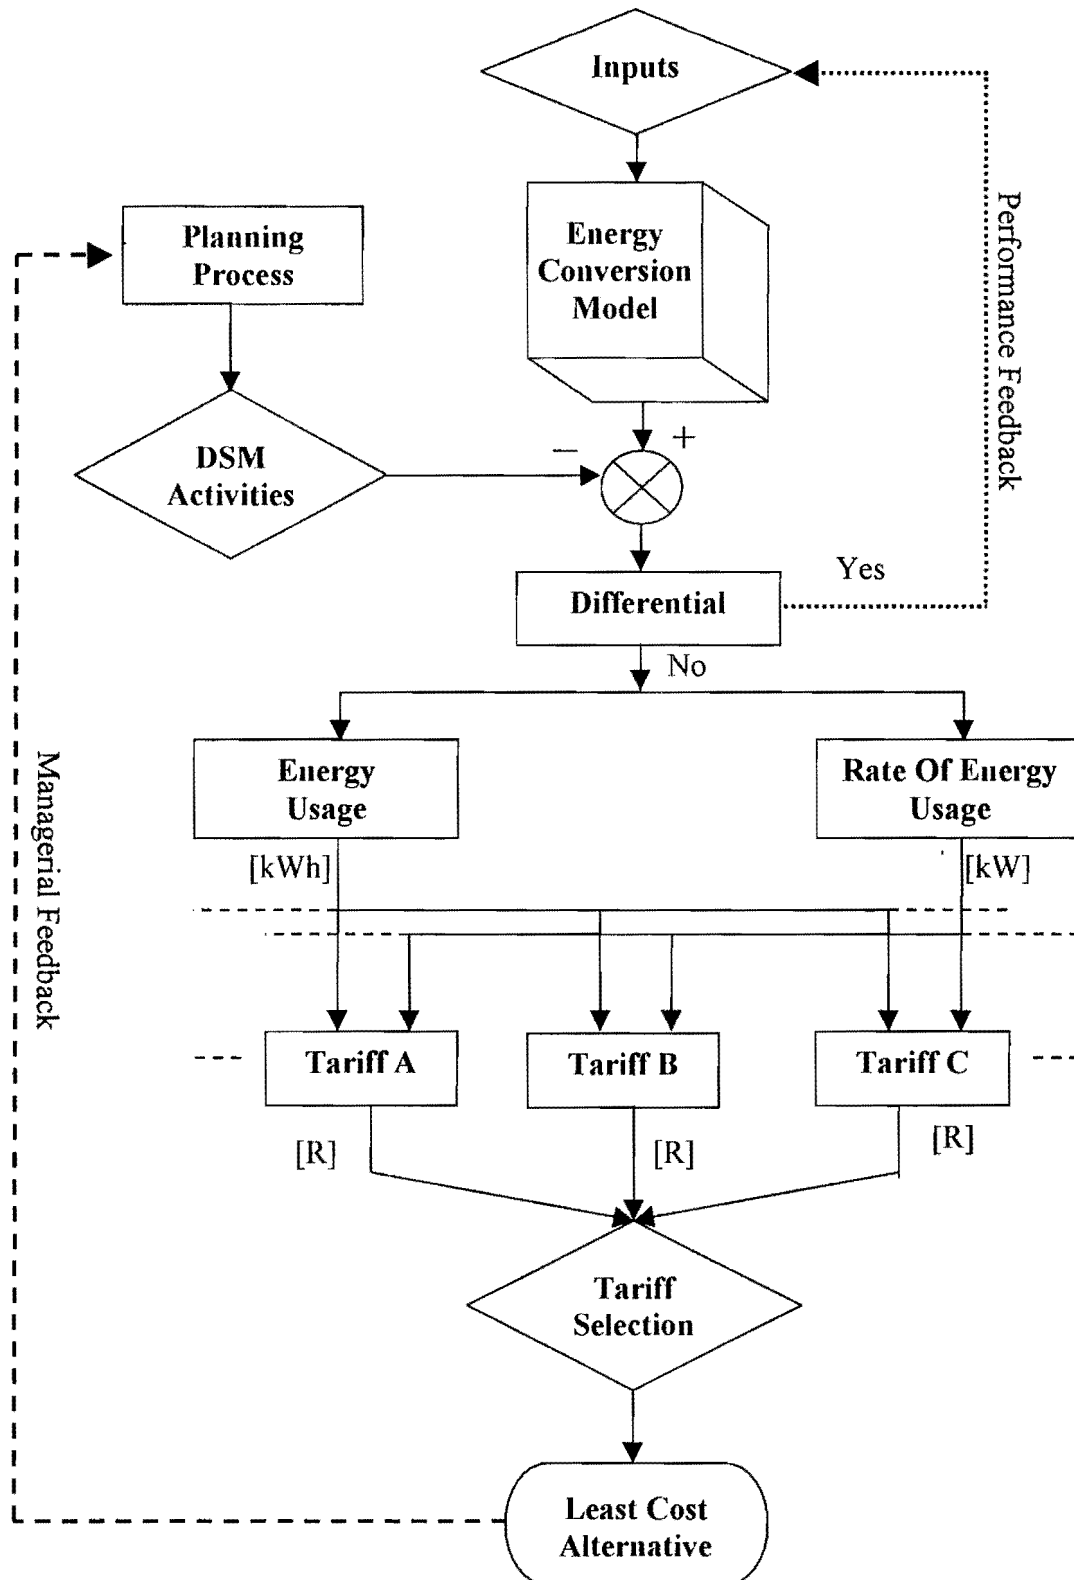 Inputs
Planning
Process
Energy
Conversion
Model
Performance Feedback
+
−
DSM
Activities
Differential
Yes
No
Energy
Usage
Rate Of Energy
Usage
[kWh]
[kW]
Managerial Feedback
Tariff A
Tariff B
Tariff C
[R]
[R]
[R]
Tariff
Selection
Least Cost
Alternative